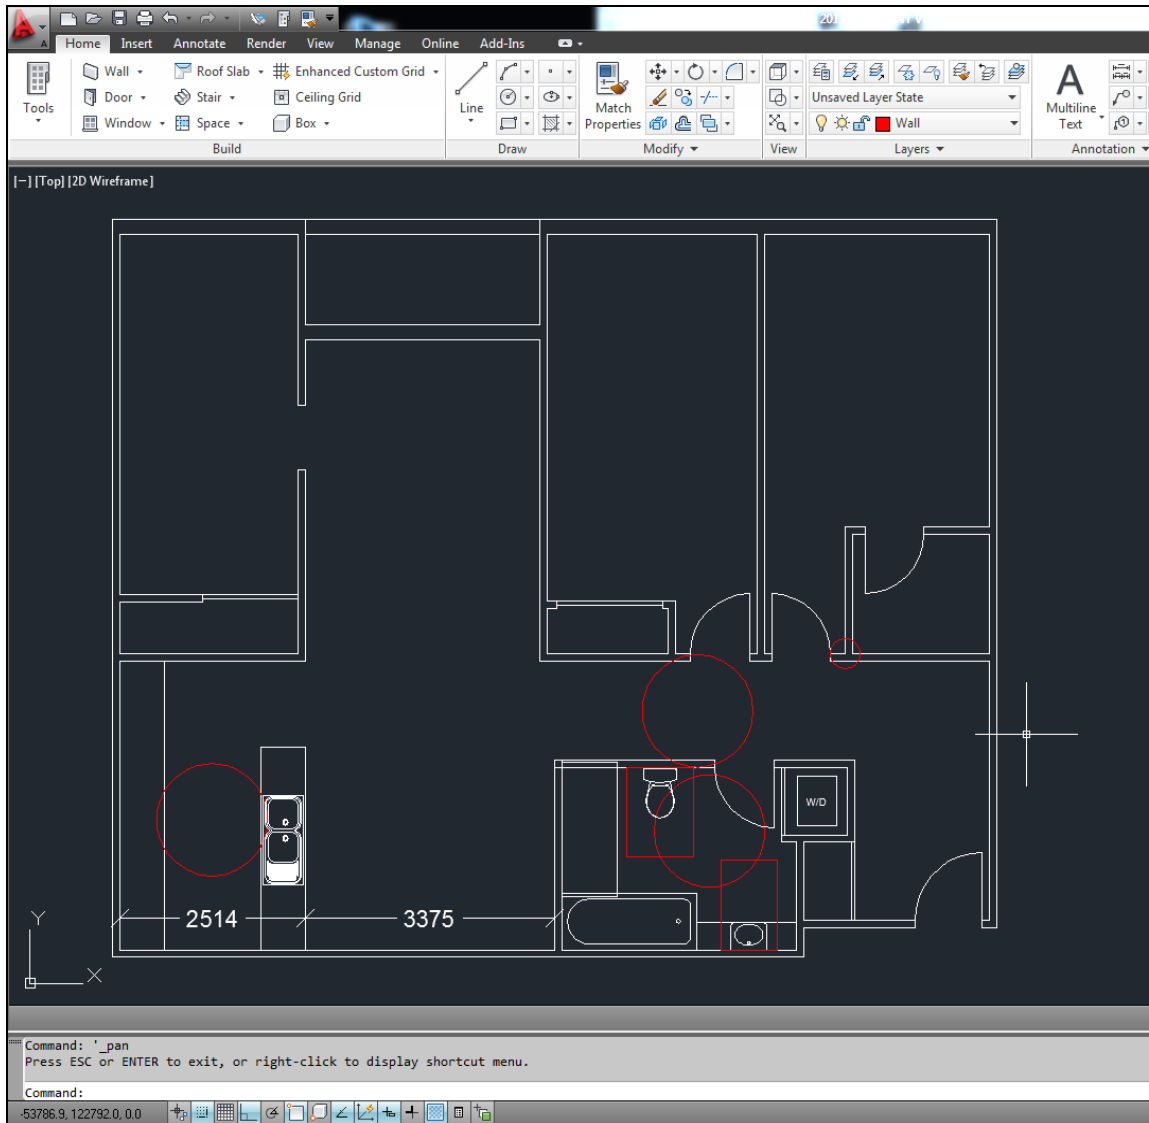 Home Insert Annotate Render View Manage Online Add-Ins
Tools
Wall Roof Slab Enhanced Custom Grid
Door Stair Ceiling Grid
Window Space Box
Build
Line
Draw
Match
Properties
Modify
View
Unsaved Layer State
Wall
Layers
A
Multiline
Text
Annotation
[−] [Top] [2D Wireframe]
W/D
2514
3375
Y
X
Command: '_pan
Press ESC or ENTER to exit, or right-click to display shortcut menu.
Command:
-53786.9, 122792.0, 0.0